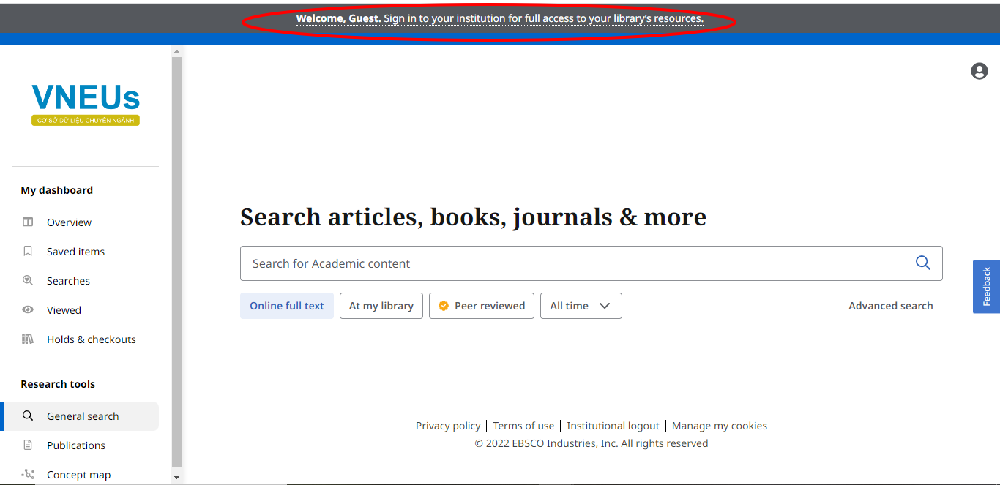 Welcome, Guest. Sign in to your institution for full access to your library's resources.
VNEUs
CƠ SỞ DỮ LIỆU CHUYÊN NGÀNH
My dashboard
Overview
Saved items
Searches
Viewed
Holds & checkouts
Research tools
General search
Publications
Concept map
Search articles, books, journals & more
Search for Academic content
Online full text
At my library
Peer reviewed
All time
Advanced search
Feedback
Privacy policy | Terms of use | Institutional logout | Manage my cookies
© 2022 EBSCO Industries, Inc. All rights reserved